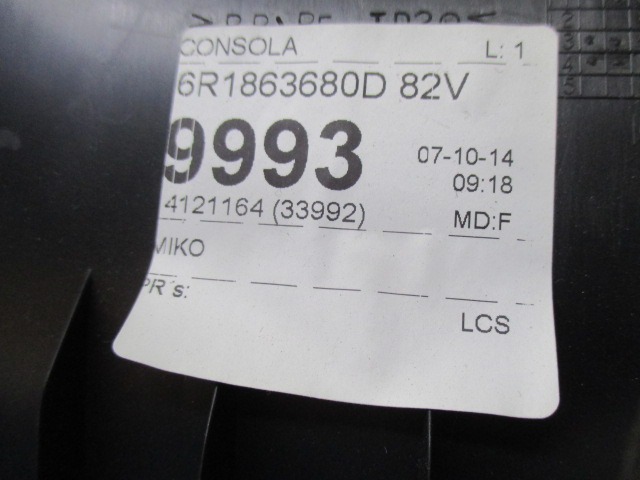 CONSOLA L: 1
6R1863680D 82V
9993 07-10-14
09:18
4121164 (33992) MD:F
MIKO
PR´s:
LCS